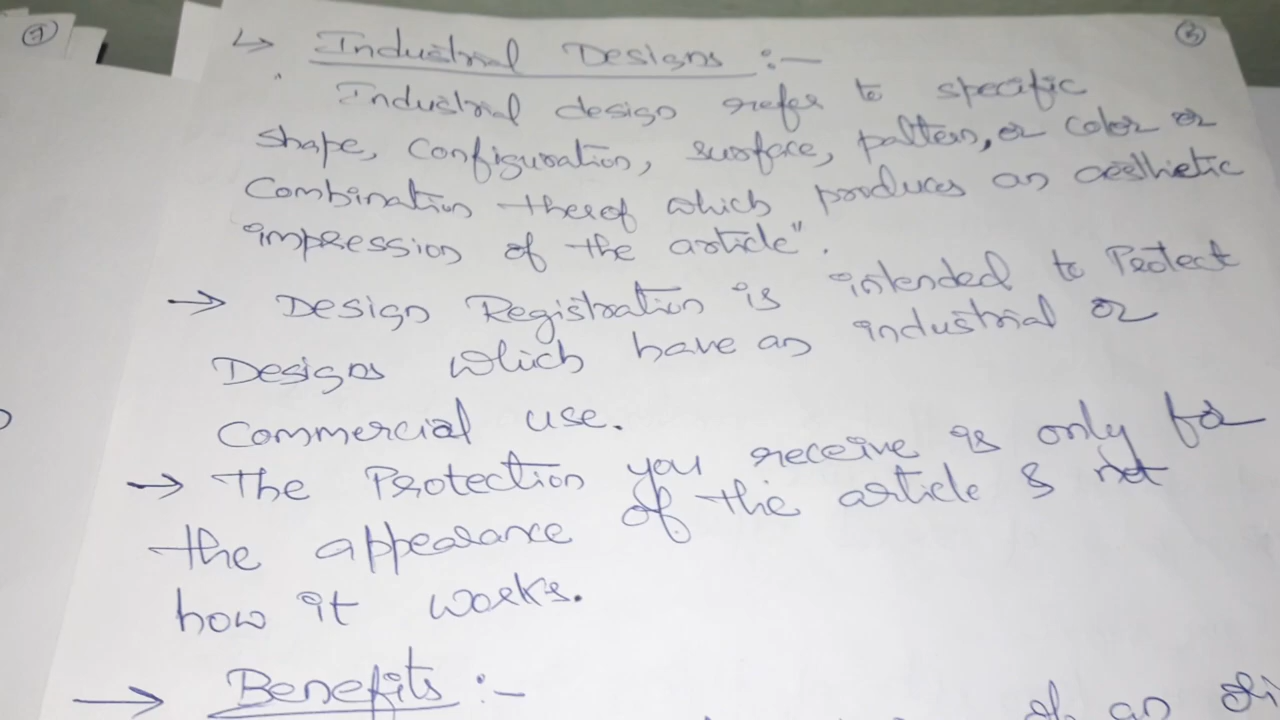 ↳ Industrial Designs :-
Industrial design refer to specific
shape, configuration, surface, pattern, or color or
combination thereof which produces an aesthetic
impression of the article".
→ Design Registration is intended to Protect
Designs which have an industrial or
commercial use.
→ The Protection you receive is only for
the appearance of the article & not
how it works.
→ Benefits :-
of an